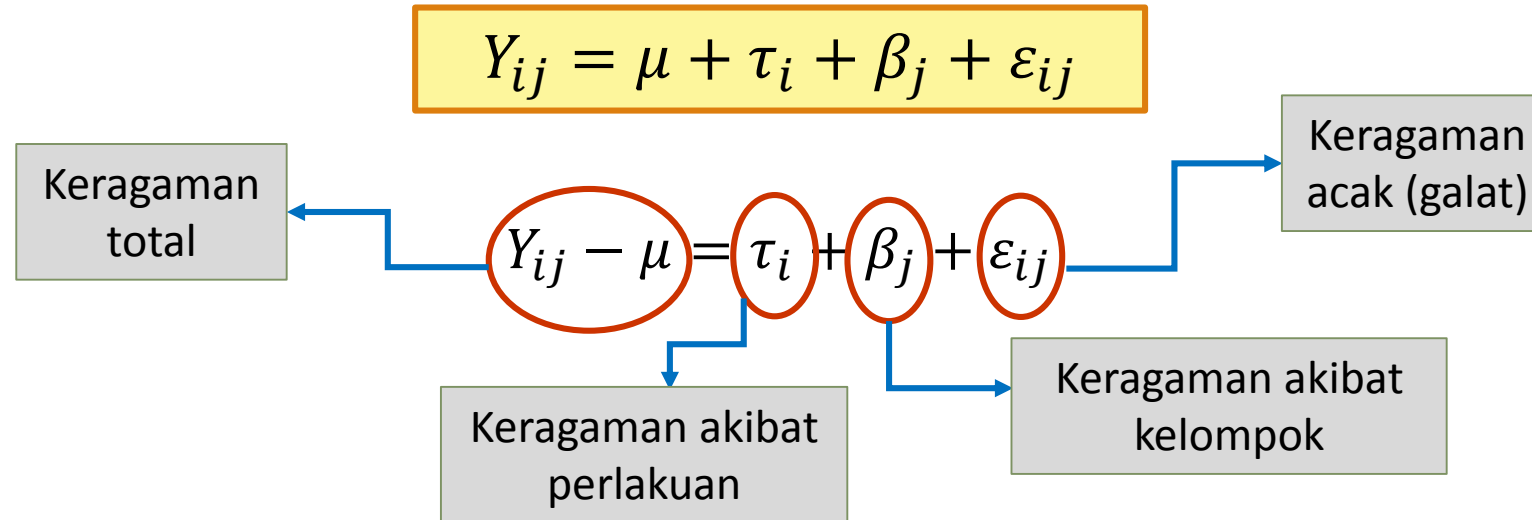 Yᵢⱼ = μ + τᵢ + βⱼ + εᵢⱼ
Keragaman
acak (galat)
Keragaman
total
Yᵢⱼ − μ = τᵢ + βⱼ + εᵢⱼ
Keragaman akibat
perlakuan
Keragaman akibat
kelompok